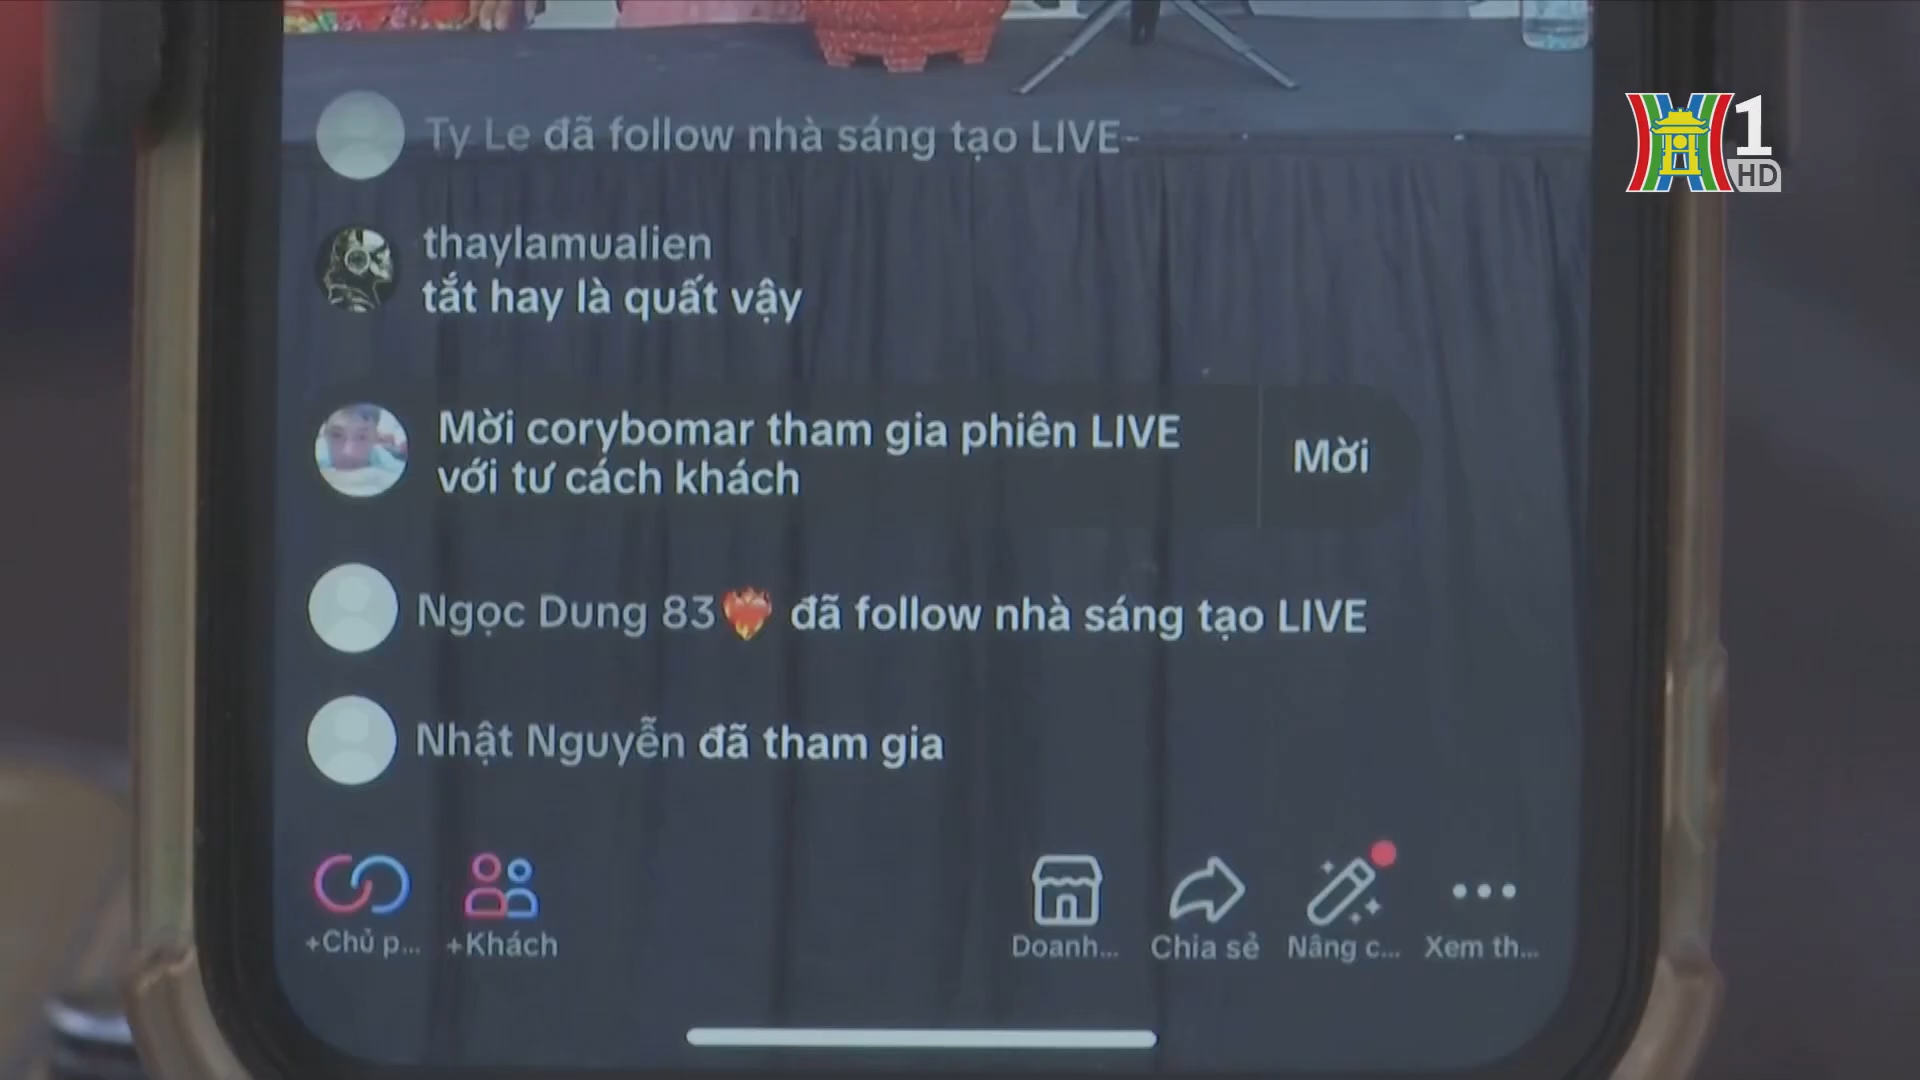 1
HD
Ty Le đã follow nhà sáng tạo LIVE
thaylamualien
tắt hay là quất vậy
Mời corybomar tham gia phiên LIVE
với tư cách khách
Mời
Ngọc Dung 83❤️‍🔥 đã follow nhà sáng tạo LIVE
Nhật Nguyễn đã tham gia
+Chủ p...
+Khách
Doanh...
Chia sẻ
Nâng c...
Xem th...